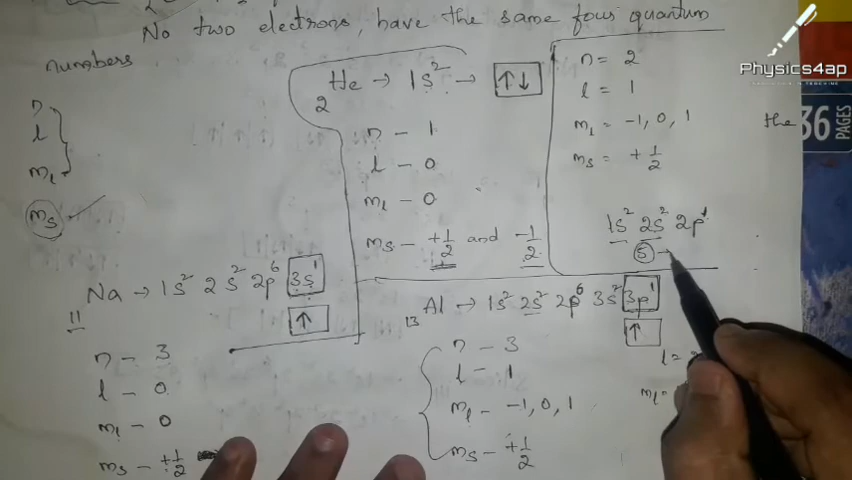 No two electrons, have the same four quantum
numbers
n
l
mₗ
mₛ
₂He → 1s² → ↑↓
n - 1
l - 0
mₗ - 0
mₛ - +1/2 and -1/2
n = 2
l = 1
mₗ = -1, 0, 1
mₛ = +1/2
1s² 2s² 2p¹
5 →
the
Physics4ap
36 PAGES
Na → 1s² 2s² 2p⁶ 3s¹
11
↑
n - 3
l - 0
mₗ - 0
mₛ - +1/2
₁₃Al → 1s² 2s² 2p⁶ 3s² 3p¹
↑
n - 3
l - 1
mₗ - -1, 0, 1
mₛ - +1/2
l =
mₗ =